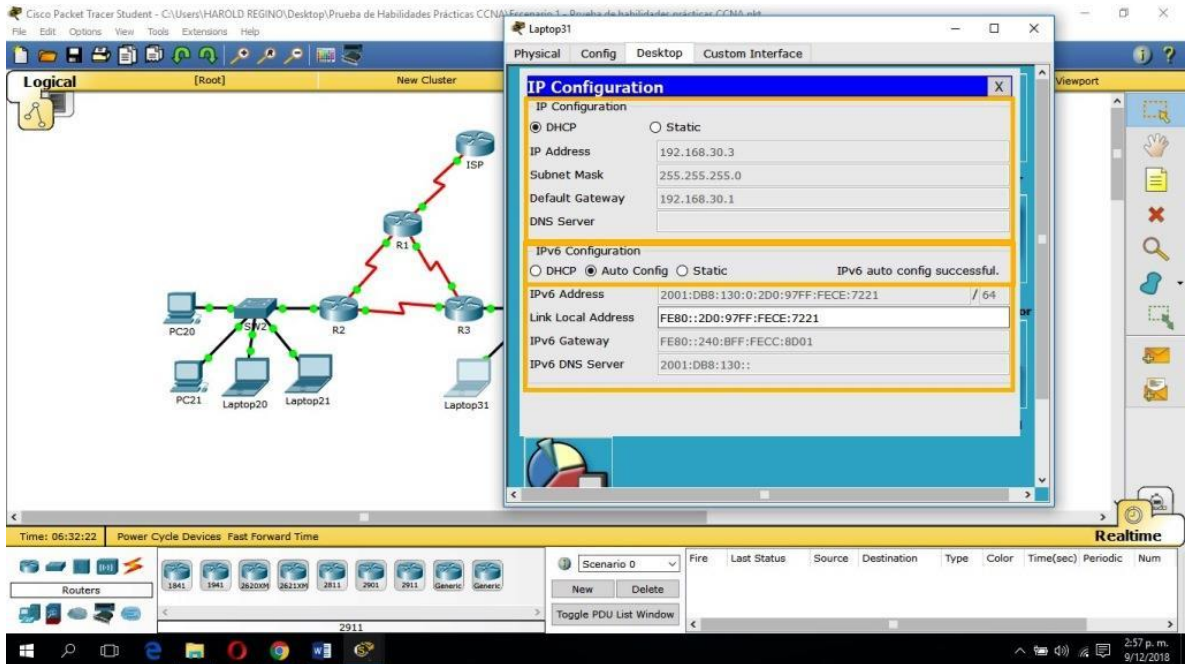 Cisco Packet Tracer Student - C:\Users\HAROLD REGINO\Desktop\Prueba de Habilidades Prácticas CCNA\Escenario 1 - Prueba de habilidades prácticas CCNA.pkt
File Edit Options View Tools Extensions Help
Logical [Root] New Cluster Viewport
ISP
R1
R2
R3
SW2
PC20
PC21
Laptop20
Laptop21
Laptop31
Laptop31
Physical Config Desktop Custom Interface
IP Configuration X
IP Configuration
DHCP Static
IP Address 192.168.30.3
Subnet Mask 255.255.255.0
Default Gateway 192.168.30.1
DNS Server
IPv6 Configuration
DHCP Auto Config Static IPv6 auto config successful.
IPv6 Address 2001:DB8:130:0:2D0:97FF:FECE:7221 / 64
Link Local Address FE80::2D0:97FF:FECE:7221
IPv6 Gateway FE80::240:BFF:FECC:8D01
IPv6 DNS Server 2001:DB8:130::
Time: 06:32:22 Power Cycle Devices Fast Forward Time Realtime
Routers
1841 1941 2620XM 2621XM 2811 2901 2911 Generic Generic
2911
Scenario 0
New Delete
Toggle PDU List Window
Fire Last Status Source Destination Type Color Time(sec) Periodic Num
2:57 p. m.
9/12/2018